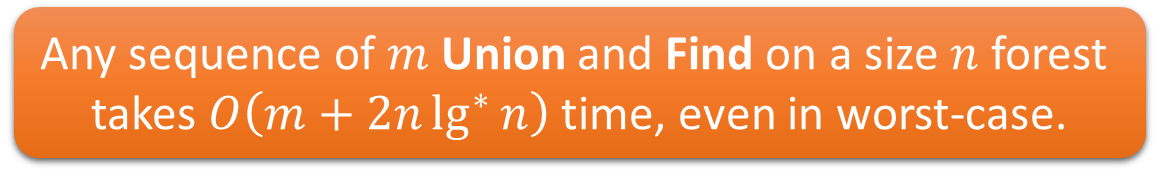 Any sequence of m Union and Find on a size n forest
takes O(m + 2n lg* n) time, even in worst-case.